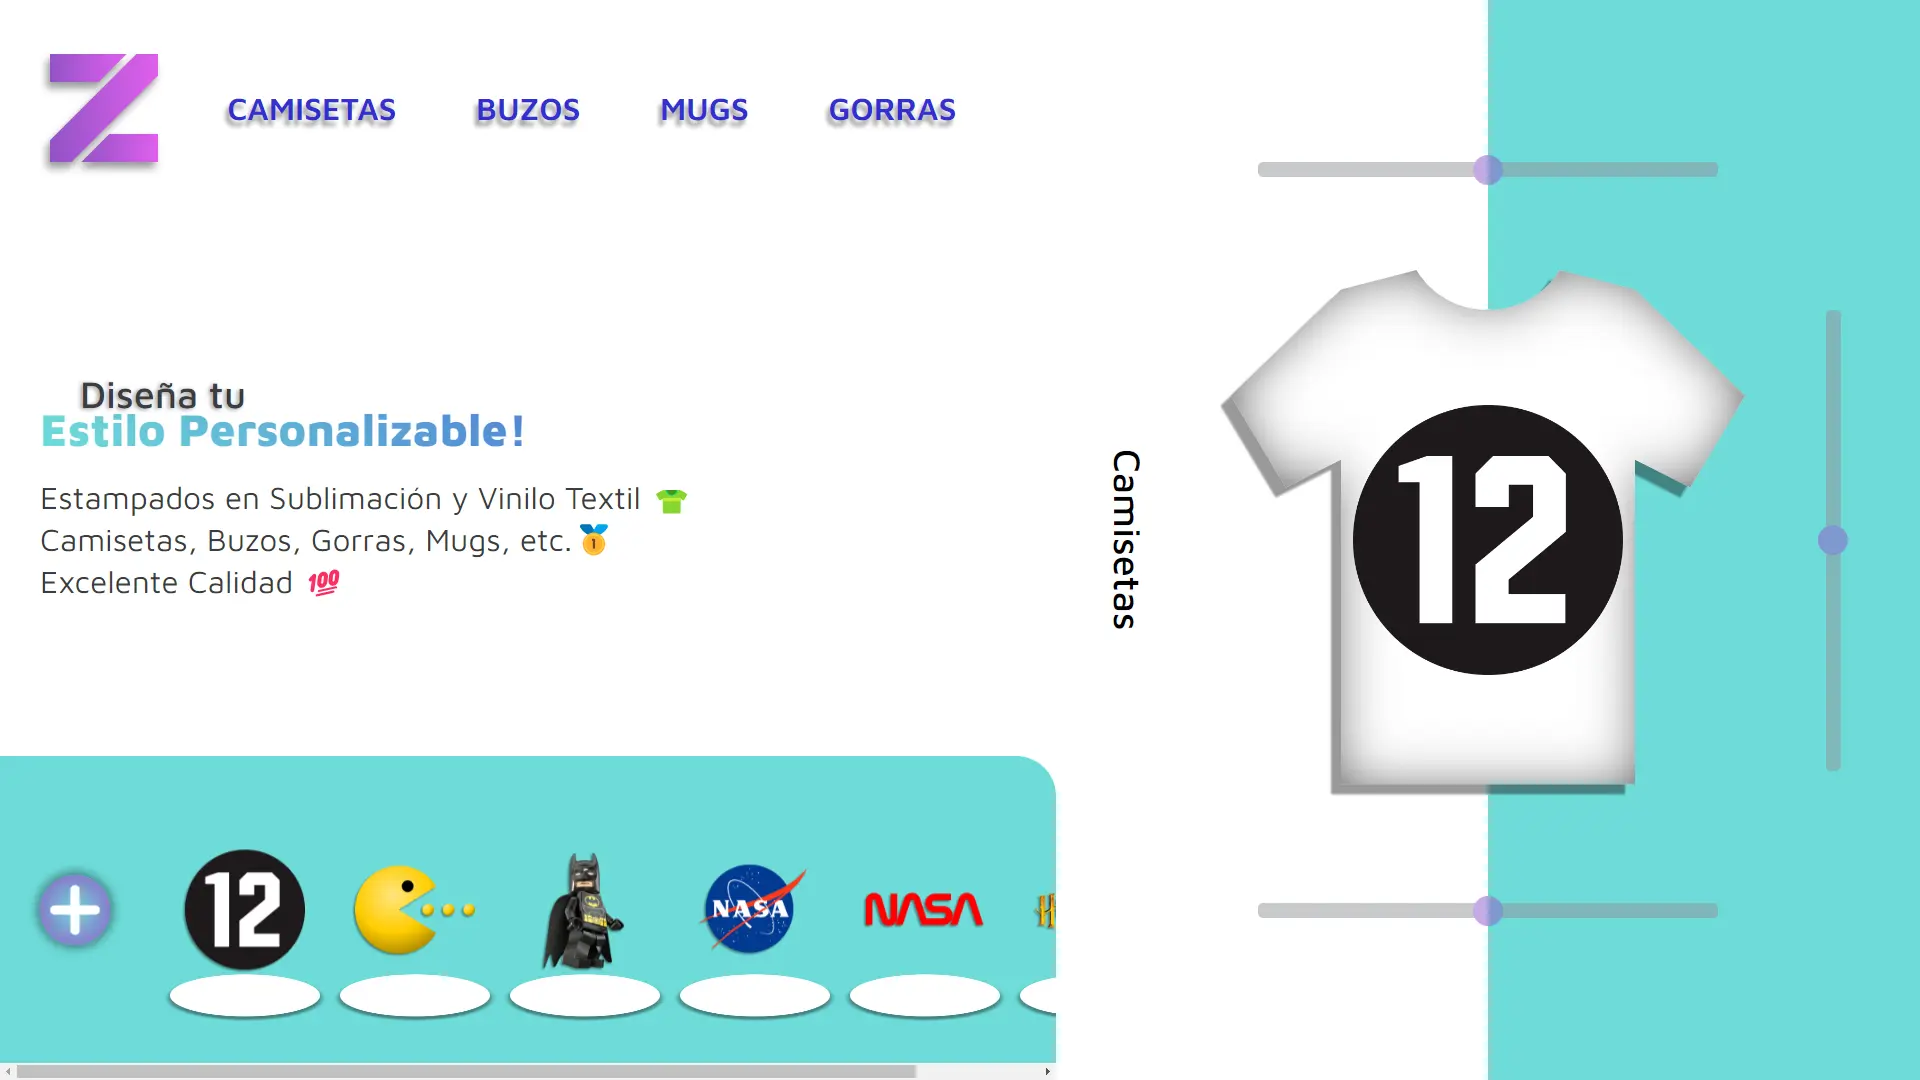 CAMISETAS BUZOS MUGS GORRAS
Diseña tu
Estilo Personalizable!
Estampados en Sublimación y Vinilo Textil
Camisetas, Buzos, Gorras, Mugs, etc.
Excelente Calidad 💯
Camisetas
12
12
NASA
NASA